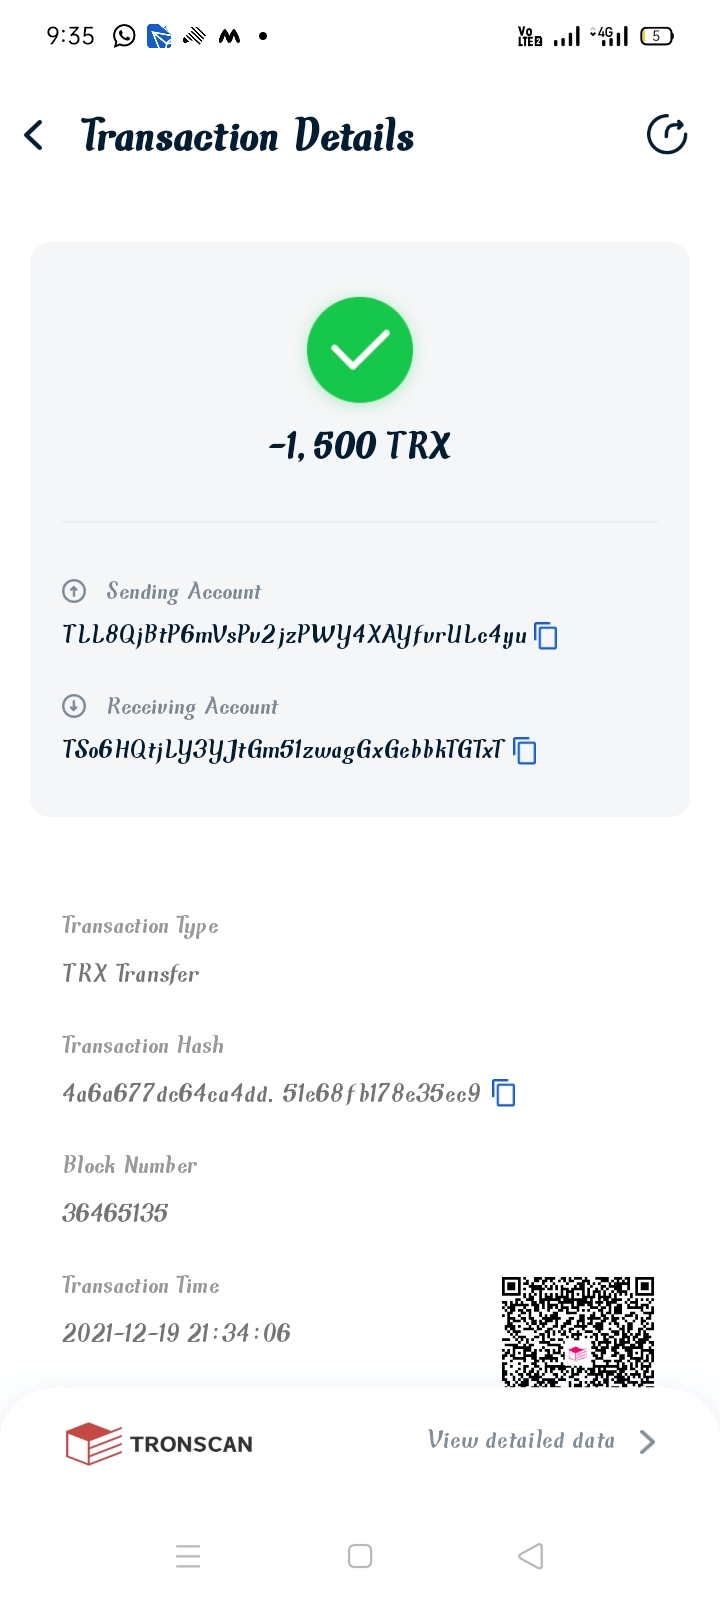 9:35
Vo LTE2 4G 5
Transaction Details
-1,500 TRX
Sending Account
TLL8QjBtP6mVsPv2jzPWY4XAYfvrULc4yu
Receiving Account
TSo6HQtjLY3YJtGm51zwagGxGebbkTGTxT
Transaction Type
TRX Transfer
Transaction Hash
4a6a677dc64ca4dd. 51e68fb178e35ec9
Block Number
36465135
Transaction Time
2021-12-19 21:34:06
TRONSCAN
View detailed data